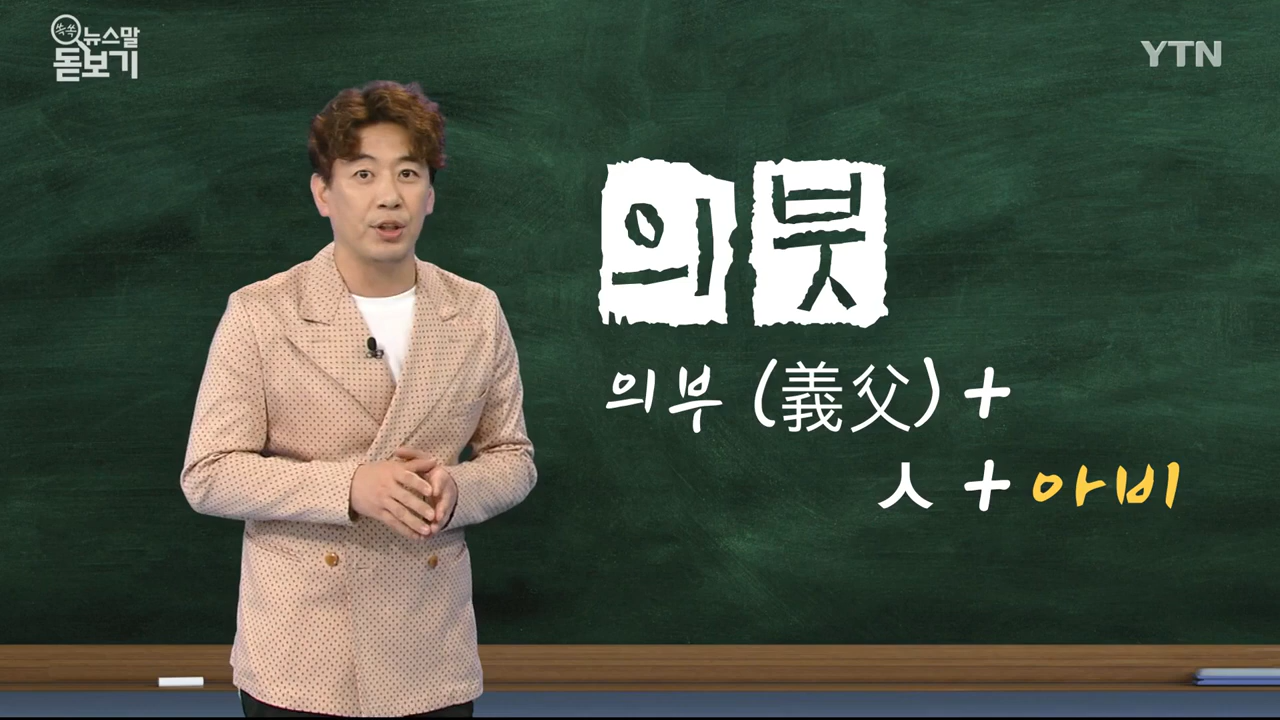 쏙쏙
뉴스말
돋보기
YTN
의붓
의부 (義父) +
ㅅ + 아비